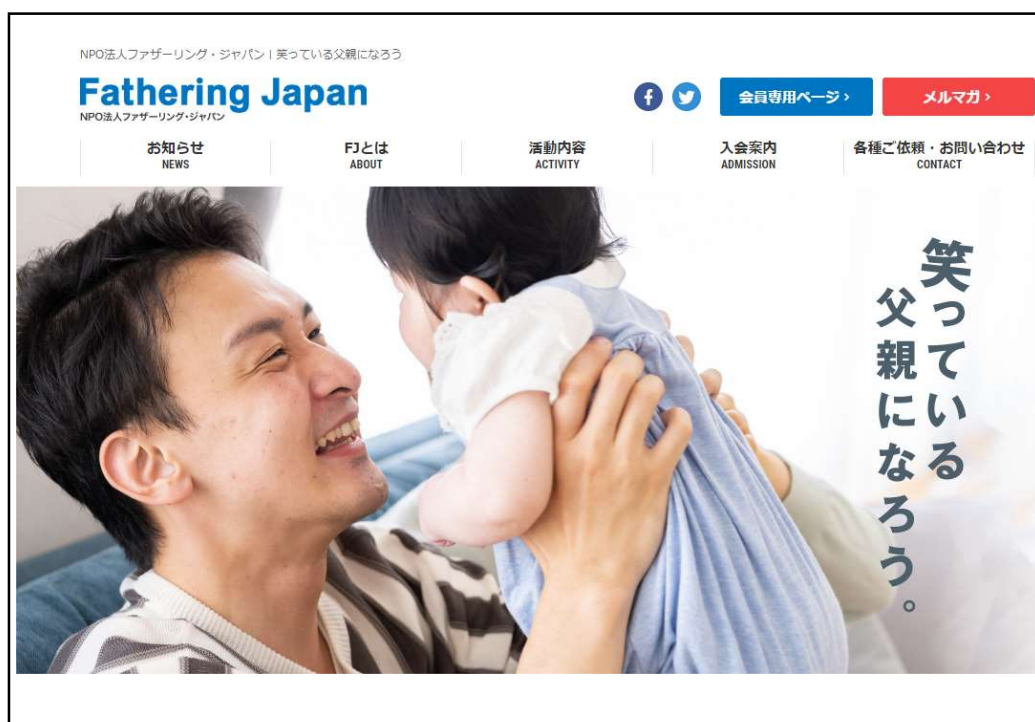 NPO法人ファザーリング・ジャパン | 笑っている父親になろう
Fathering Japan
NPO法人ファザーリング・ジャパン
会員専用ページ ›
メルマガ ›
お知らせ
NEWS
FJとは
ABOUT
活動内容
ACTIVITY
入会案内
ADMISSION
各種ご依頼・お問い合わせ
CONTACT
笑っている
父親になろう。